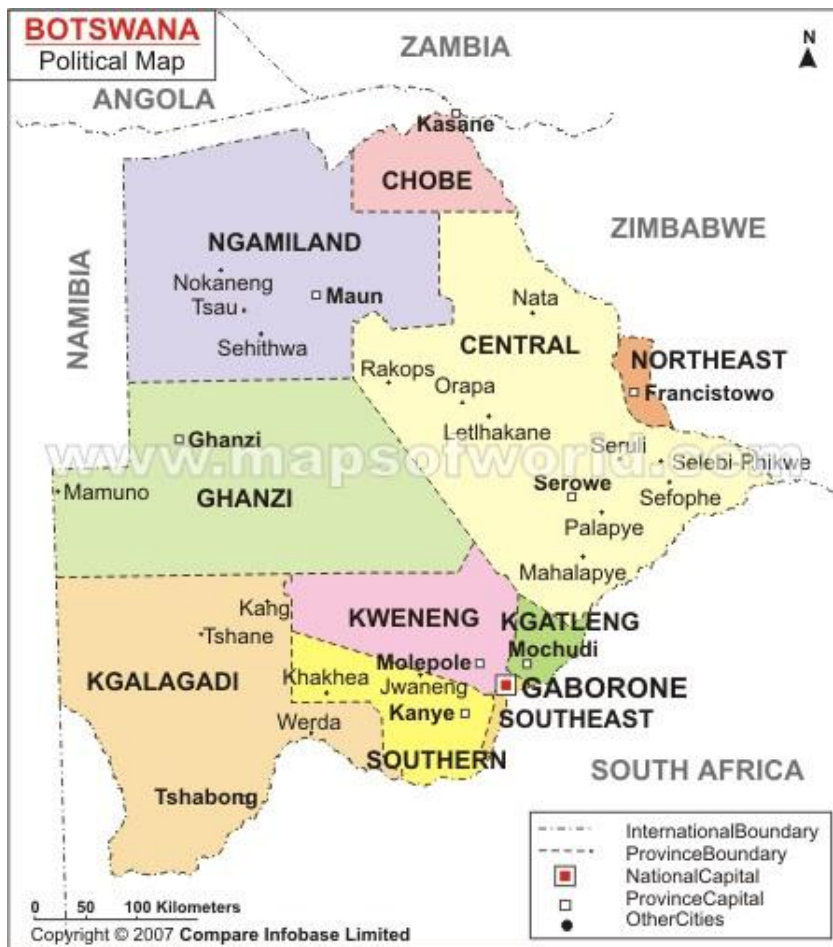 BOTSWANA
Political Map
ZAMBIA
N
ANGOLA
Kasane
CHOBE
NAMIBIA
ZIMBABWE
NGAMILAND
Nokaneng
Maun
Tsau
Nata
Sehithwa
CENTRAL
NORTHEAST
Rakops
Orapa
Francistowo
Letlhakane
Ghanzi
Seruli
www.mapsofworld.com
Selebi-Phikwe
Mamuno
GHANZI
Serowe
Sefophe
Palapye
Mahalapye
Kang
KWENENG
KGATLENG
Tshane
Mochudi
Molepole
KGALAGADI
Khakhea
Jwaneng
GABORONE
Kanye
SOUTHEAST
Werda
SOUTHERN
SOUTH AFRICA
Tshabong
InternationalBoundary
ProvinceBoundary
NationalCapital
ProvinceCapital
OtherCities
0 50 100 Kilometers
Copyright © 2007 Compare Infobase Limited